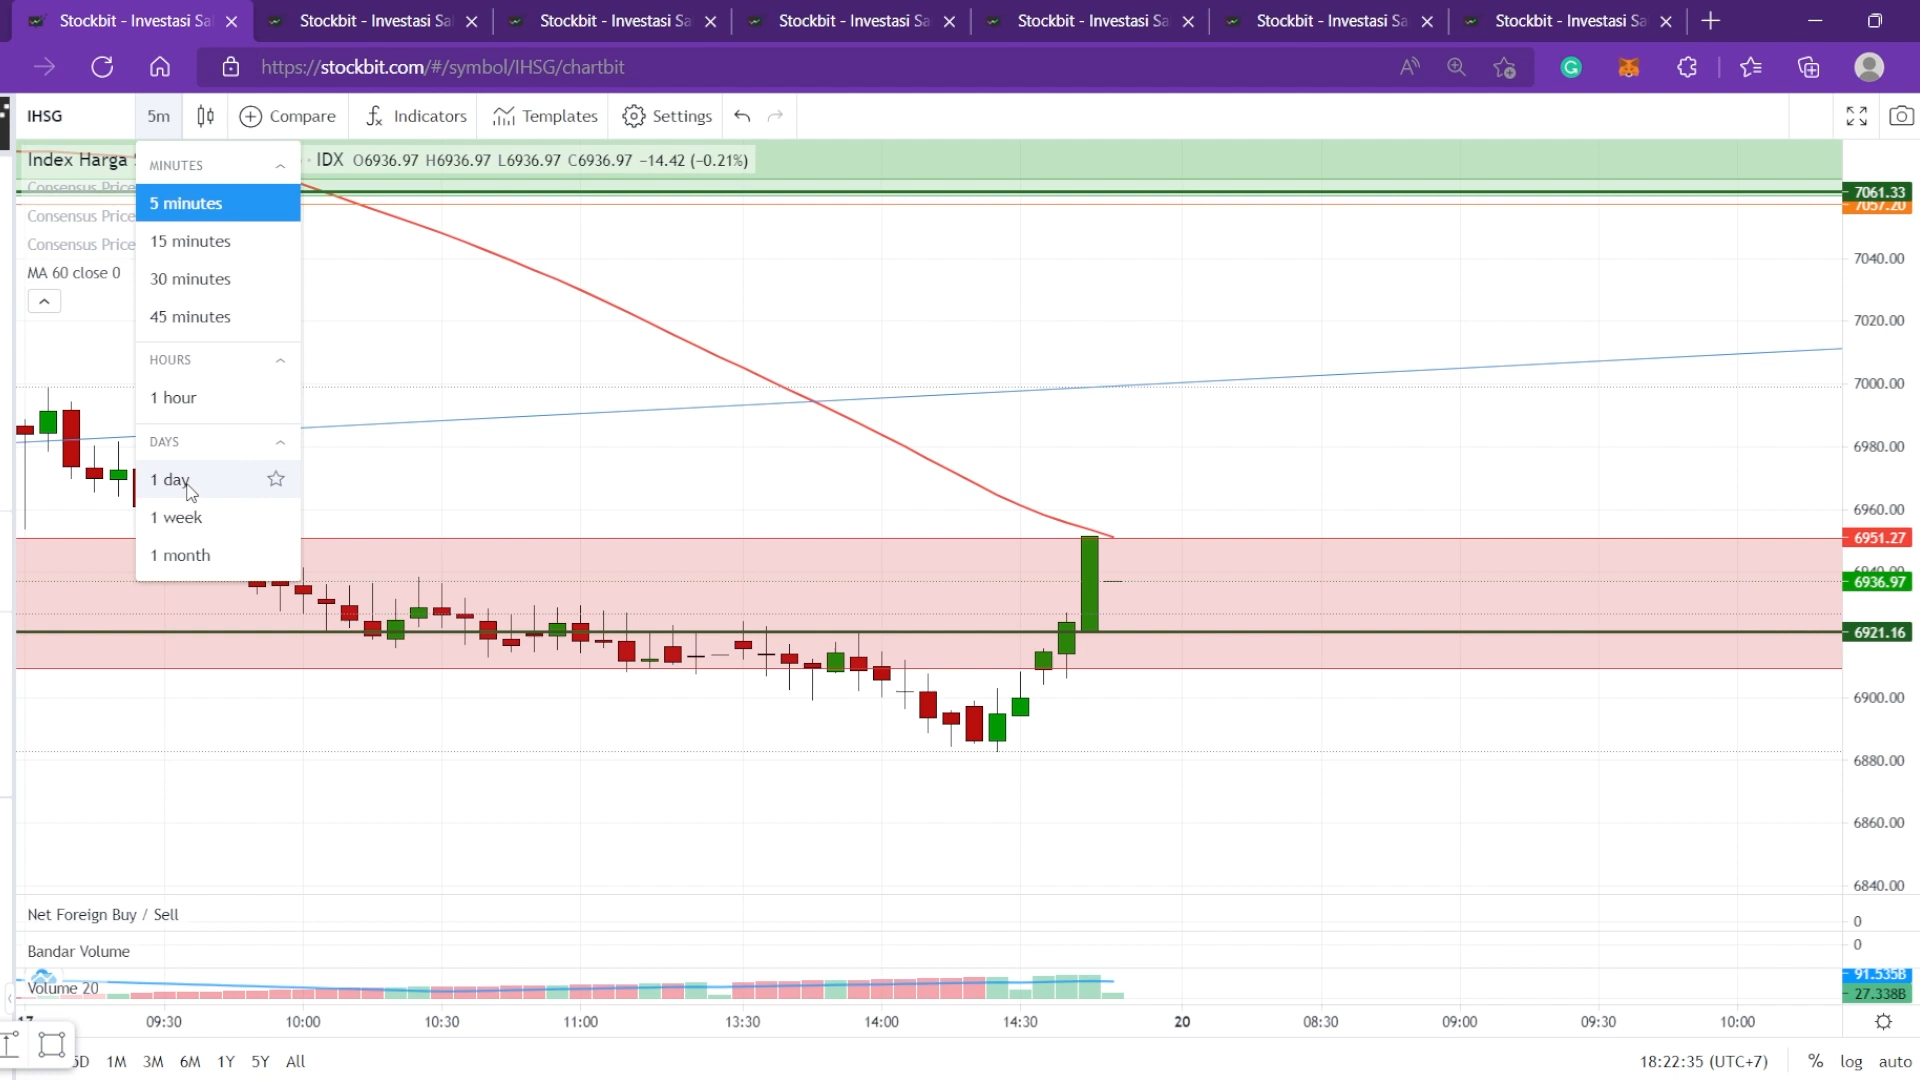 Stockbit - Investasi Sa
Stockbit - Investasi Sa
Stockbit - Investasi Sa
Stockbit - Investasi Sa
Stockbit - Investasi Sa
Stockbit - Investasi Sa
Stockbit - Investasi Sa
https://stockbit.com/#/symbol/IHSG/chartbit
IHSG
5m
Compare
Indicators
Templates
Settings
Index Harga
· IDX O6936.97 H6936.97 L6936.97 C6936.97 −14.42 (−0.21%)
Consensus Price
Consensus Price
Consensus Price
MA 60 close 0
MINUTES
5 minutes
15 minutes
30 minutes
45 minutes
HOURS
1 hour
DAYS
1 day
1 week
1 month
7061.33
7057.20
7040.00
7020.00
7000.00
6980.00
6960.00
6951.27
6940.00
6936.97
6921.16
6900.00
6880.00
6860.00
6840.00
Net Foreign Buy / Sell
0
Bandar Volume
0
Volume 20
91.535B
27.338B
17
09:30
10:00
10:30
11:00
13:30
14:00
14:30
20
08:30
09:00
09:30
10:00
5D 1M 3M 6M 1Y 5Y All
18:22:35 (UTC+7)
% log auto